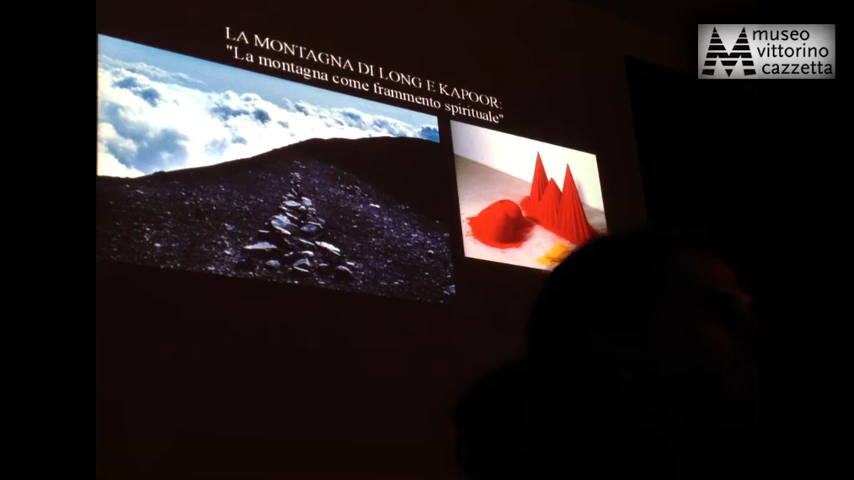 LA MONTAGNA DI LONG E KAPOOR:
"La montagna come frammento spirituale"
museo
vittorino
cazzetta